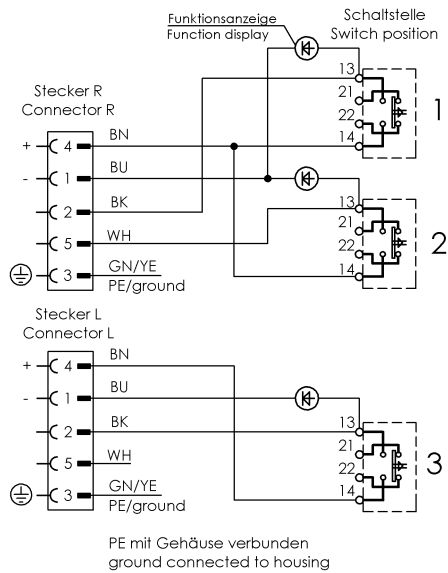 Funktionsanzeige
Function display
Schaltstelle
Switch position
Stecker R
Connector R
+ 4 BN
- 1 BU
2 BK
5 WH
3 GN/YE
PE/ground
13
21
22
14
1
13
21
22
14
2
Stecker L
Connector L
+ 4 BN
- 1 BU
2 BK
5 WH
3 GN/YE
PE/ground
13
21
22
14
3
PE mit Gehäuse verbunden
ground connected to housing